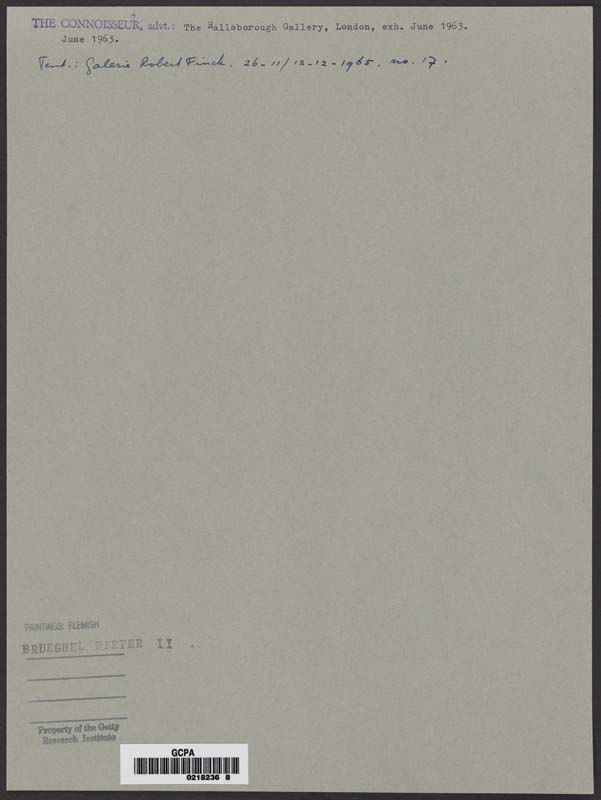 THE CONNOISSEUR, advt.: The Hallsborough Gallery, London, exh. June 1963.
June 1963.
Tent.: Galerie Robert Finck. 26-11/12-12-1965. no. 17.
PAINTINGS: FLEMISH
BRUEGHEL PIETER II .
Property of the Getty
Research Institute
GCPA
0218236 8